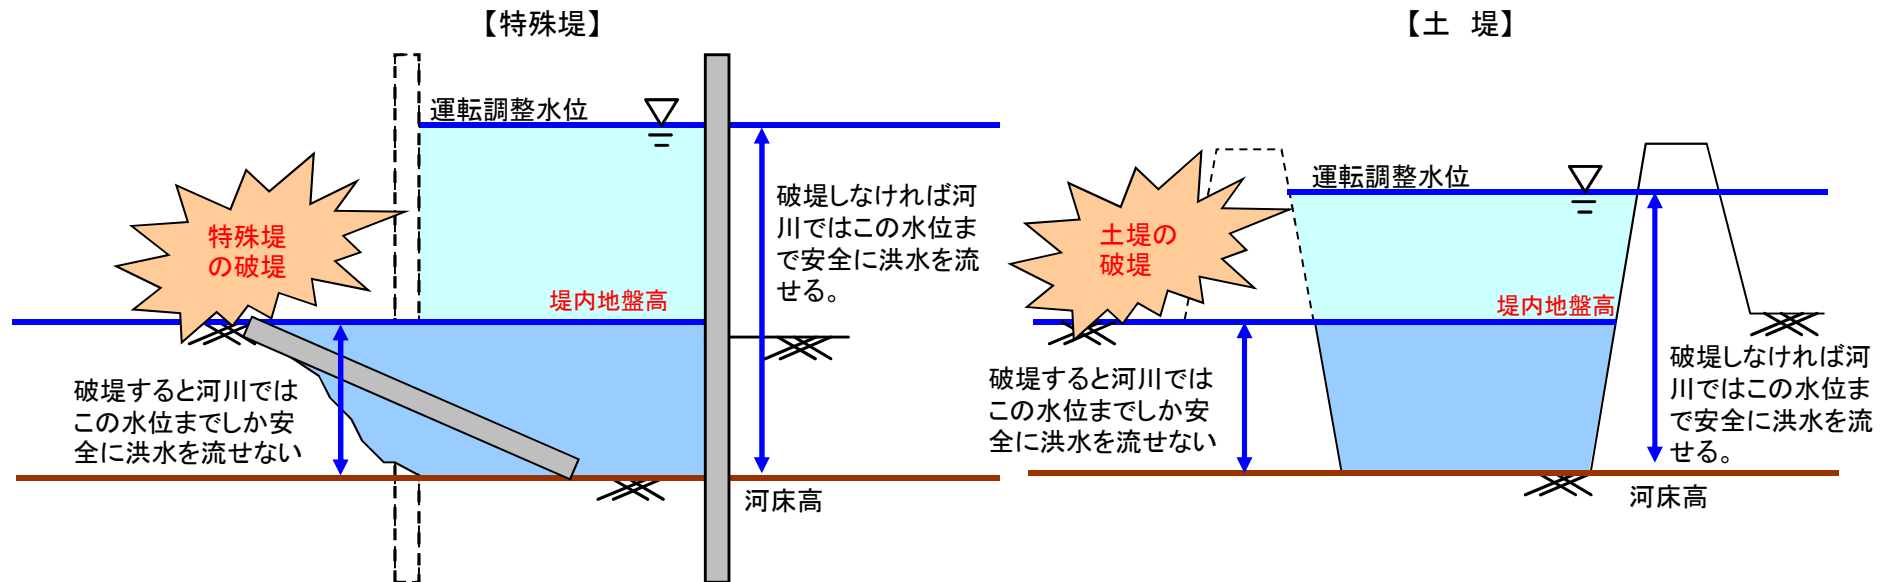 【特殊堤】
運転調整水位
特殊堤
の破堤
破堤しなければ河
川ではこの水位ま
で安全に洪水を流
せる。
堤内地盤高
破堤すると河川では
この水位までしか安
全に洪水を流せない
河床高
【土　堤】
運転調整水位
土堤の
破堤
堤内地盤高
破堤しなければ河
川ではこの水位ま
で安全に洪水を流
せる。
破堤すると河川では
この水位までしか安
全に洪水を流せない
河床高